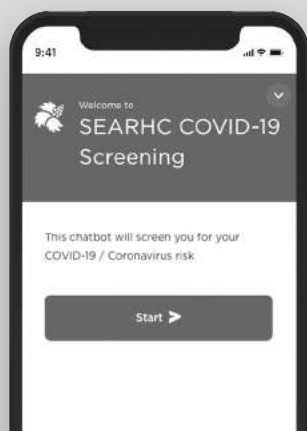 9:41
Welcome to
SEARHC COVID-19
Screening
This chatbot will screen you for your
COVID-19 / Coronavirus risk
Start >